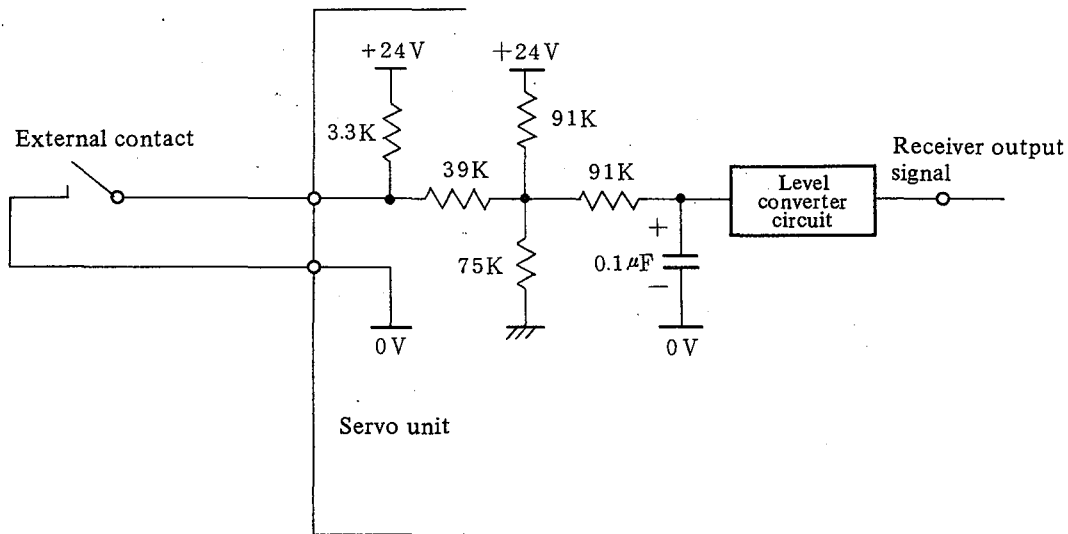 +24V
+24V
3.3K
91K
External contact
39K
91K
Receiver output
signal
Level
converter
circuit
75K
+
0.1μF
−
0V
0V
Servo unit